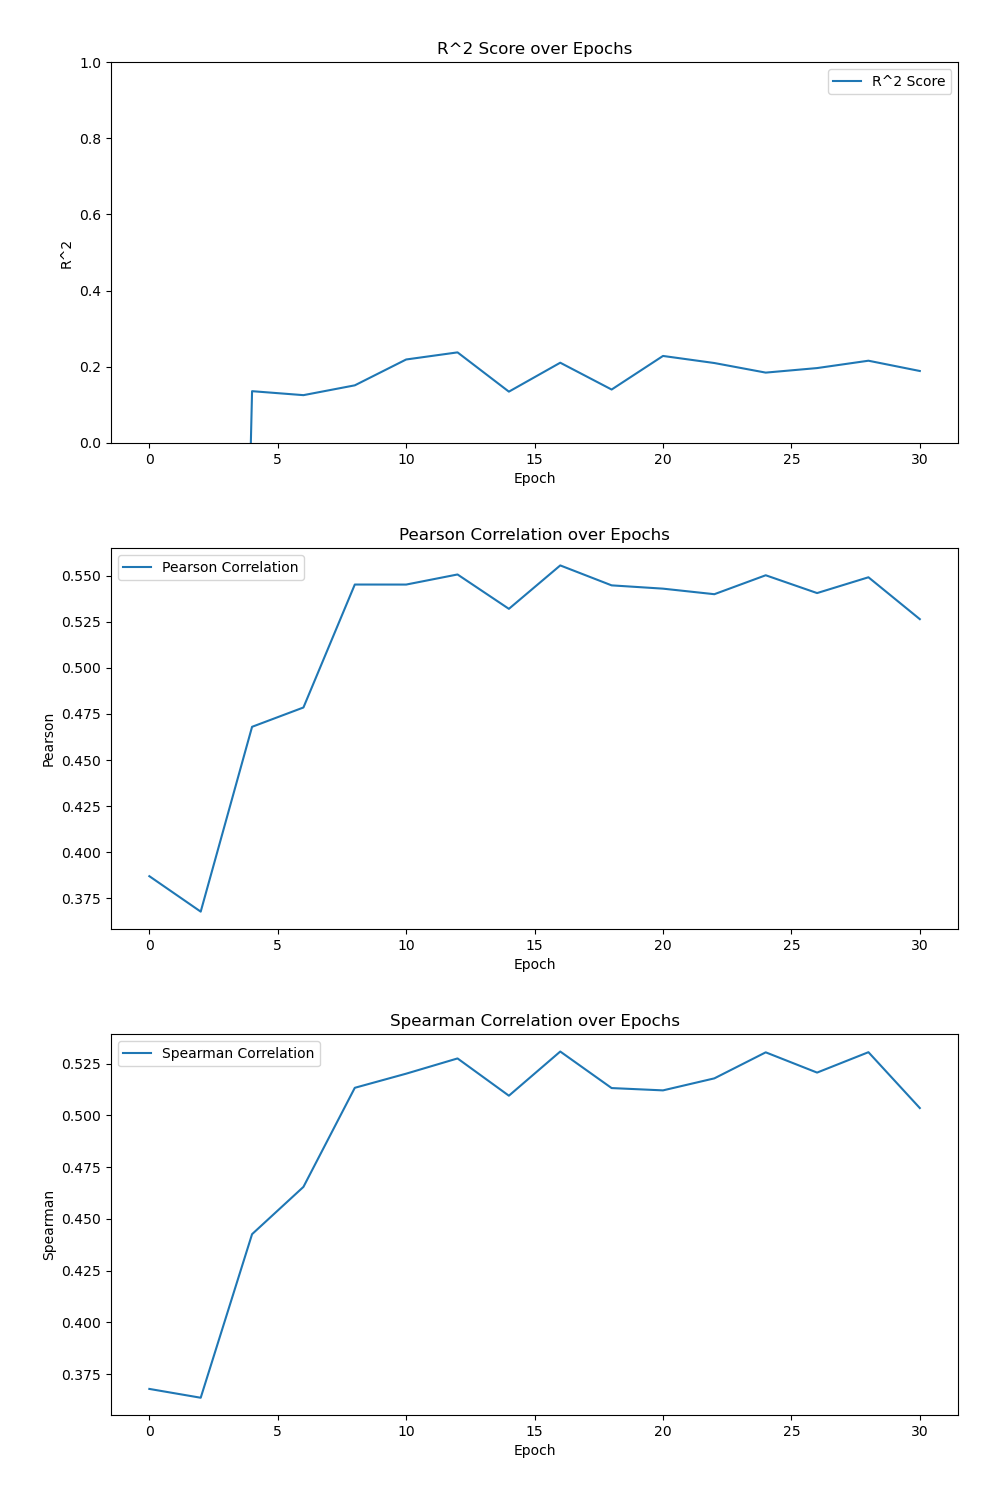 R^2 Score over Epochs
R^2 Score
1.0
0.8
0.6
0.4
0.2
0.0
R^2
0 5 10 15 20 25 30
Epoch
Pearson Correlation over Epochs
Pearson Correlation
0.550
0.525
0.500
0.475
0.450
0.425
0.400
0.375
Pearson
0 5 10 15 20 25 30
Epoch
Spearman Correlation over Epochs
Spearman Correlation
0.525
0.500
0.475
0.450
0.425
0.400
0.375
Spearman
0 5 10 15 20 25 30
Epoch